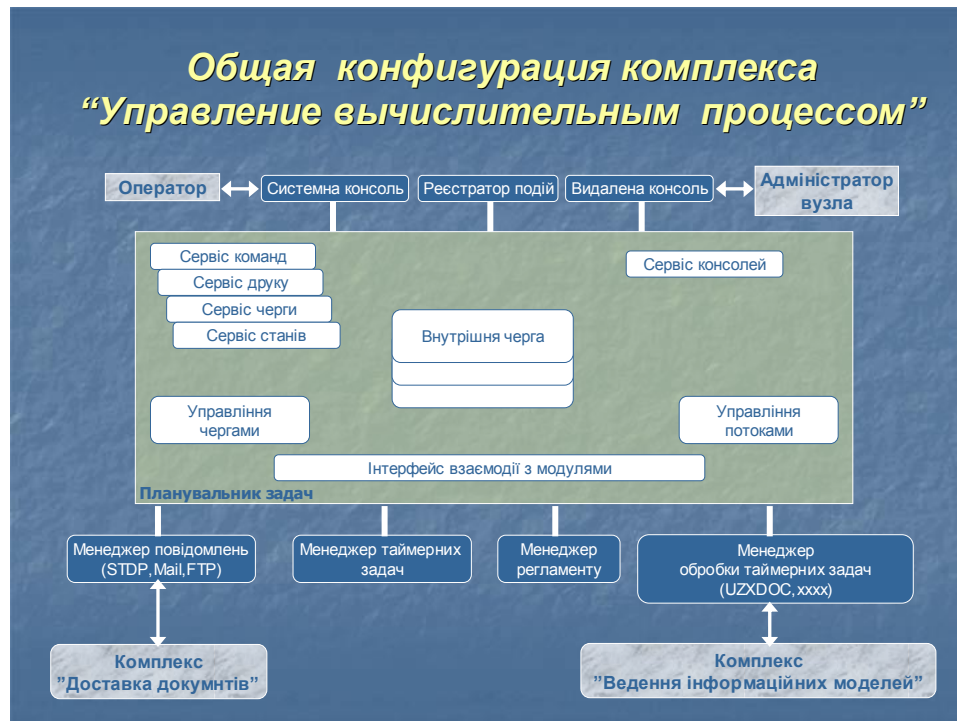 Общая конфигурация комплекса
“Управление вычислительным процессом”
Оператор
Системна консоль
Реєстратор подій
Видалена консоль
Адміністратор
вузла
Сервіс команд
Сервіс друку
Сервіс черги
Сервіс станів
Сервіс консолей
Внутрішня черга
Управління
чергами
Управління
потоками
Інтерфейс взаємодії з модулями
Планувальник задач
Менеджер повідомлень
(STDP,Mail,FTP)
Менеджер таймерних
задач
Менеджер
регламенту
Менеджер
обробки таймерних задач
(UZXDOC,xxxx)
Комплекс
”Доставка докумнтів”
Комплекс
”Ведення інформаційних моделей”